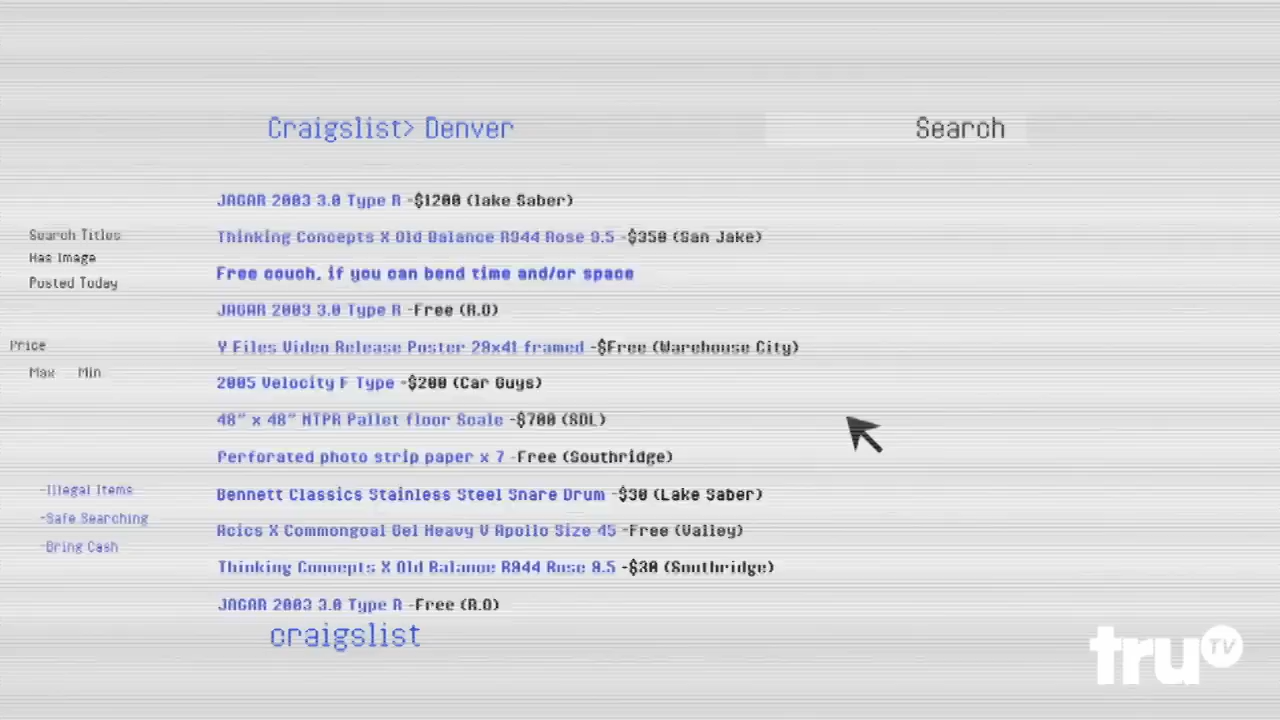 Craigslist> Denver
Search
JAGAR 2003 3.0 Type R -$1200 (lake Saber)
Search Titles
Thinking Concepts X Old Balance R944 Rose 9.5 -$350 (San Jake)
Has Image
Free couch, if you can bend time and/or space
Posted Today
JAGAR 2003 3.0 Type R -Free (R.O)
Price
Y Files Video Release Poster 29x41 framed -$Free (Warehouse City)
Max Min
2005 Velocity F Type -$200 (Car Guys)
48" x 48" NTPR Pallet floor Scale -$700 (SDL)
Perforated photo strip paper x 7 -Free (Southridge)
-Illegal Items
Bennett Classics Stainless Steel Snare Drum -$30 (Lake Saber)
-Safe Searching
Acics X Commongoal Gel Heavy V Apollo Size 45 -Free (Valley)
-Bring Cash
Thinking Concepts X Old Balance R944 Rose 9.5 -$30 (Southridge)
JAGAR 2003 3.0 Type R -Free (R.O)
craigslist
truTV